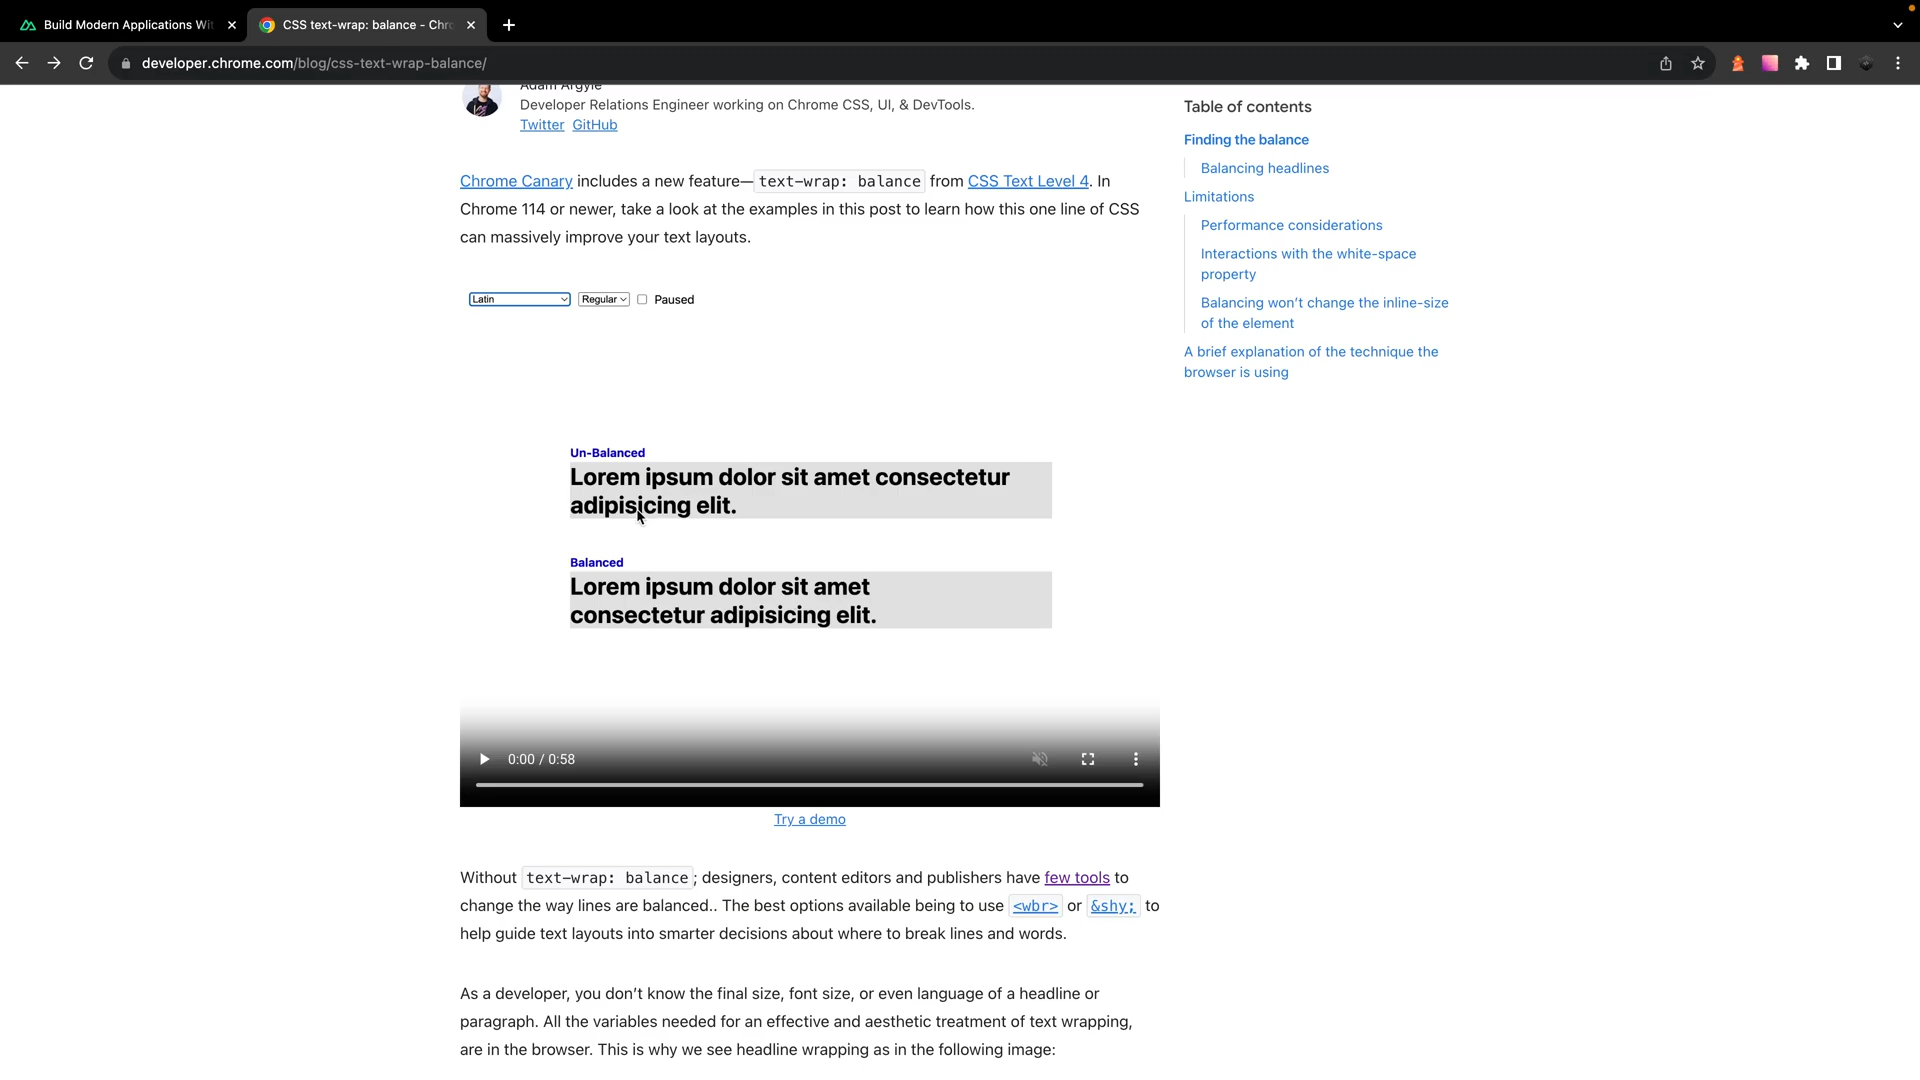 Build Modern Applications Wit
CSS text-wrap: balance - Chro
developer.chrome.com/blog/css-text-wrap-balance/
Adam Argyle
Developer Relations Engineer working on Chrome CSS, UI, & DevTools.
Twitter GitHub
Chrome Canary includes a new feature—text-wrap: balance from CSS Text Level 4. In
Chrome 114 or newer, take a look at the examples in this post to learn how this one line of CSS
can massively improve your text layouts.
Latin Regular Paused
Un-Balanced
Lorem ipsum dolor sit amet consectetur
adipisicing elit.
Balanced
Lorem ipsum dolor sit amet
consectetur adipisicing elit.
0:00 / 0:58
Try a demo
Without text-wrap: balance; designers, content editors and publishers have few tools to
change the way lines are balanced.. The best options available being to use <wbr> or &shy; to
help guide text layouts into smarter decisions about where to break lines and words.
As a developer, you don’t know the final size, font size, or even language of a headline or
paragraph. All the variables needed for an effective and aesthetic treatment of text wrapping,
are in the browser. This is why we see headline wrapping as in the following image:
Table of contents
Finding the balance
Balancing headlines
Limitations
Performance considerations
Interactions with the white-space
property
Balancing won’t change the inline-size
of the element
A brief explanation of the technique the
browser is using